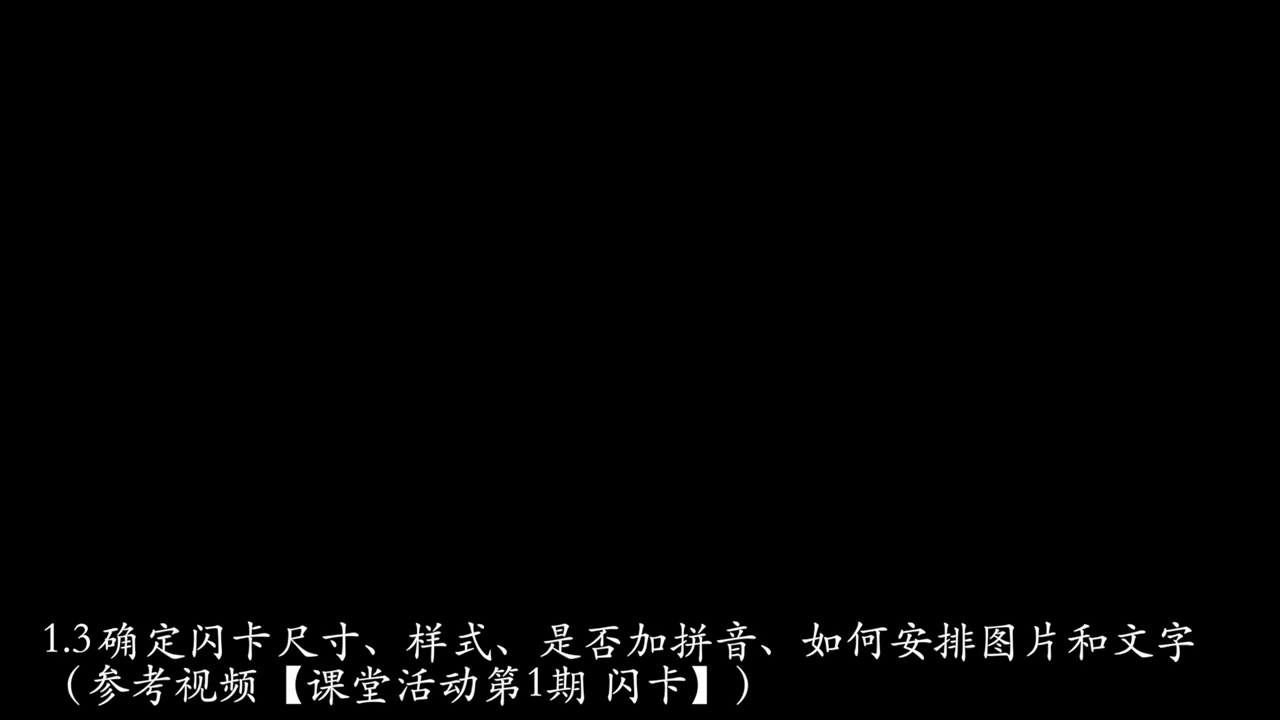 1.3确定闪卡尺寸、样式、是否加拼音、如何安排图片和文字
（参考视频【课堂活动第1期 闪卡】）